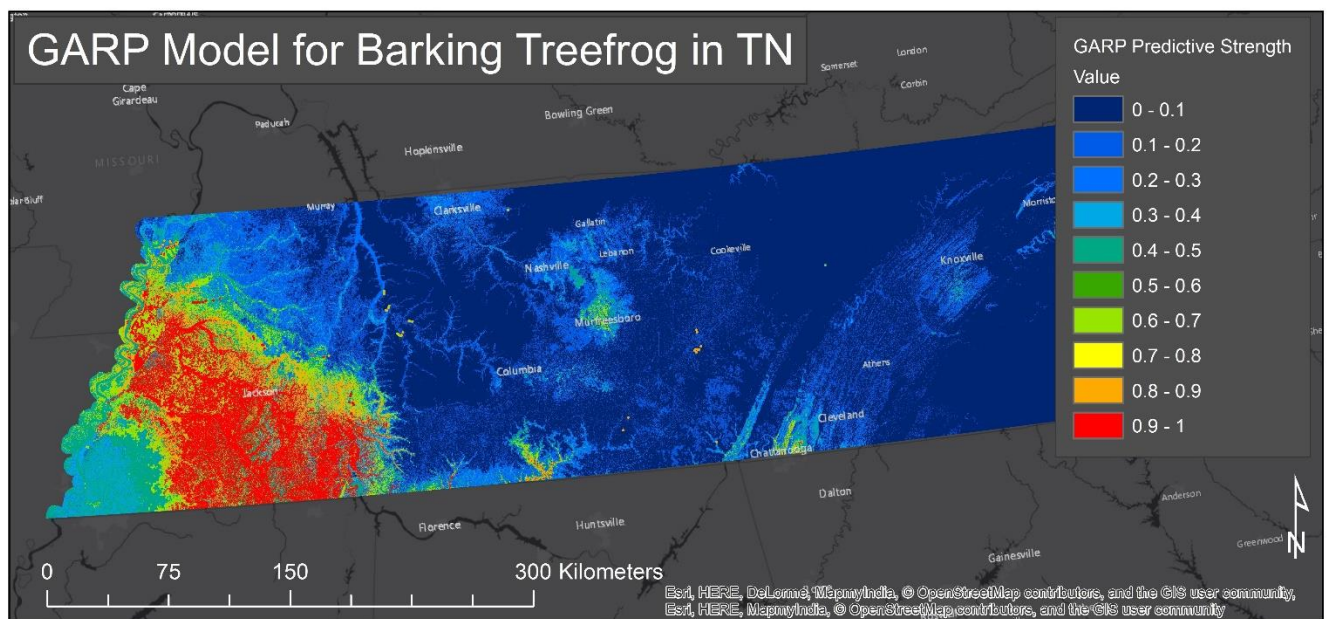 GARP Model for Barking Treefrog in TN
GARP Predictive Strength
Value
0 - 0.1
0.1 - 0.2
0.2 - 0.3
0.3 - 0.4
0.4 - 0.5
0.5 - 0.6
0.6 - 0.7
0.7 - 0.8
0.8 - 0.9
0.9 - 1
London
Somerset
Corbin
Cape
Girardeau
Paducah
Bowling Green
MISSOURI
Hopkinsville
Murray
Clarksville
Gallatin
Lebanon
Nashville
Cookeville
Morristo
Knoxville
Murfreesboro
Columbia
Athens
Jackson
Cleveland
Chattanooga
Dalton
Anderson
Florence
Huntsville
Greenwood
Gainesville
N
0 75 150 300 Kilometers
Esri, HERE, DeLorme, MapmyIndia, © OpenStreetMap contributors, and the GIS user community,
Esri, HERE, MapmyIndia, © OpenStreetMap contributors, and the GIS user community